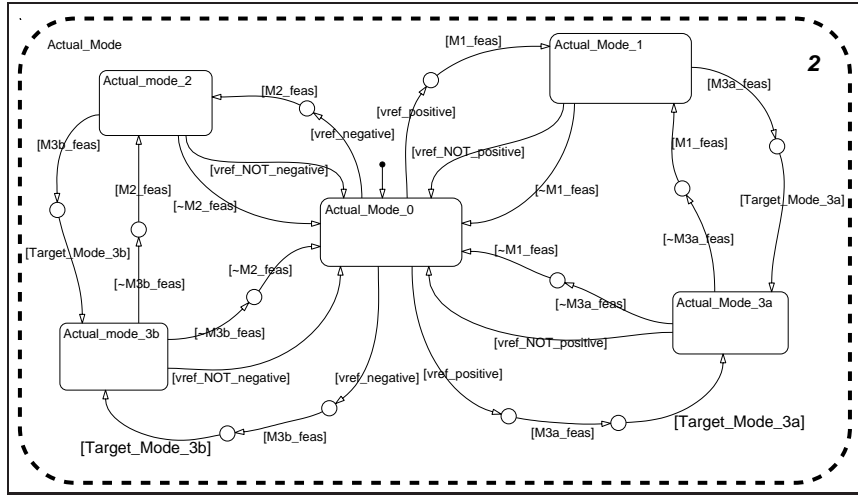 Actual_Mode
2
Actual_Mode_1
[M1_feas]
[M3a_feas]
Actual_mode_2
[M2_feas]
[vref_positive]
[vref_negative]
[M3b_feas]
[M1_feas]
[vref_NOT_positive]
[vref_NOT_negative]
[M2_feas]
[~M1_feas]
[Target_Mode_3a]
[~M2_feas]
Actual_Mode_0
[~M3a_feas]
[Target_Mode_3b]
[~M1_feas]
[~M2_feas]
[~M3b_feas]
Actual_Mode_3a
[~M3a_feas]
Actual_mode_3b
[~M3b_feas]
[vref_NOT_positive]
[vref_NOT_negative]
[vref_negative]
[vref_positive]
[Target_Mode_3a]
[M3a_feas]
[M3b_feas]
[Target_Mode_3b]